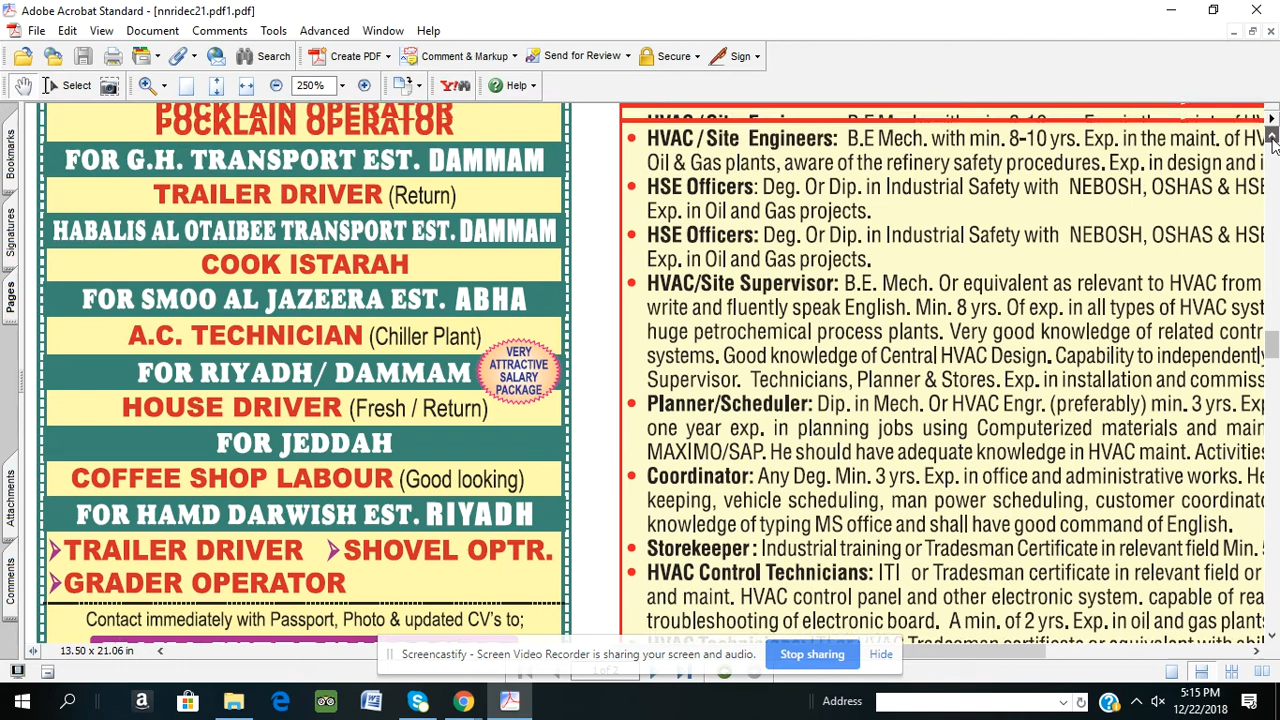 Adobe Acrobat Standard - [nnridec21.pdf1.pdf]
File Edit View Document Comments Tools Advanced Window Help
Search Create PDF Comment & Markup Send for Review Secure Sign
Select 250% Help
Bookmarks
Signatures
Pages
Attachments
Comments
POCKLAIN OPERATOR
POCKLAIN OPERATOR
FOR G.H. TRANSPORT EST. DAMMAM
TRAILER DRIVER (Return)
HABALIS AL OTAIBEE TRANSPORT EST. DAMMAM
COOK ISTARAH
FOR SMOO AL JAZEERA EST. ABHA
A.C. TECHNICIAN (Chiller Plant)
FOR RIYADH/ DAMMAM
VERY
ATTRACTIVE
SALARY
PACKAGE
HOUSE DRIVER (Fresh / Return)
FOR JEDDAH
COFFEE SHOP LABOUR (Good looking)
FOR HAMD DARWISH EST. RIYADH
TRAILER DRIVER SHOVEL OPTR.
GRADER OPERATOR
Contact immediately with Passport, Photo & updated CV's to;
• HVAC / Site Engineers: B.E Mech. with min. 8-10 yrs. Exp. in the maint. of HV
Oil & Gas plants, aware of the refinery safety procedures. Exp. in design and i
• HSE Officers: Deg. Or Dip. in Industrial Safety with NEBOSH, OSHAS & HSE
Exp. in Oil and Gas projects.
• HSE Officers: Deg. Or Dip. in Industrial Safety with NEBOSH, OSHAS & HSE
Exp. in Oil and Gas projects.
• HVAC/Site Supervisor: B.E. Mech. Or equivalent as relevant to HVAC from
write and fluently speak English. Min. 8 yrs. Of exp. in all types of HVAC syst
huge petrochemical process plants. Very good knowledge of related contr
systems. Good knowledge of Central HVAC Design. Capability to independently
Supervisor. Technicians, Planner & Stores. Exp. in installation and commiss
• Planner/Scheduler: Dip. in Mech. Or HVAC Engr. (preferably) min. 3 yrs. Exp
one year exp. in planning jobs using Computerized materials and main
MAXIMO/SAP. He should have adequate knowledge in HVAC maint. Activities
• Coordinator: Any Deg. Min. 3 yrs. Exp. in office and administrative works. He
keeping, vehicle scheduling, man power scheduling, customer coordinat
knowledge of typing MS office and shall have good command of English.
• Storekeeper : Industrial training or Tradesman Certificate in relevant field Min.
• HVAC Control Technicians: ITI or Tradesman certificate in relevant field or
and maint. HVAC control panel and other electronic system. capable of rea
troubleshooting of electronic board. A min. of 2 yrs. Exp. in oil and gas plants
13.50 x 21.06 in
Screencastify - Screen Video Recorder is sharing your screen and audio. Stop sharing Hide
1 of 2
Address
5:15 PM
12/22/2018